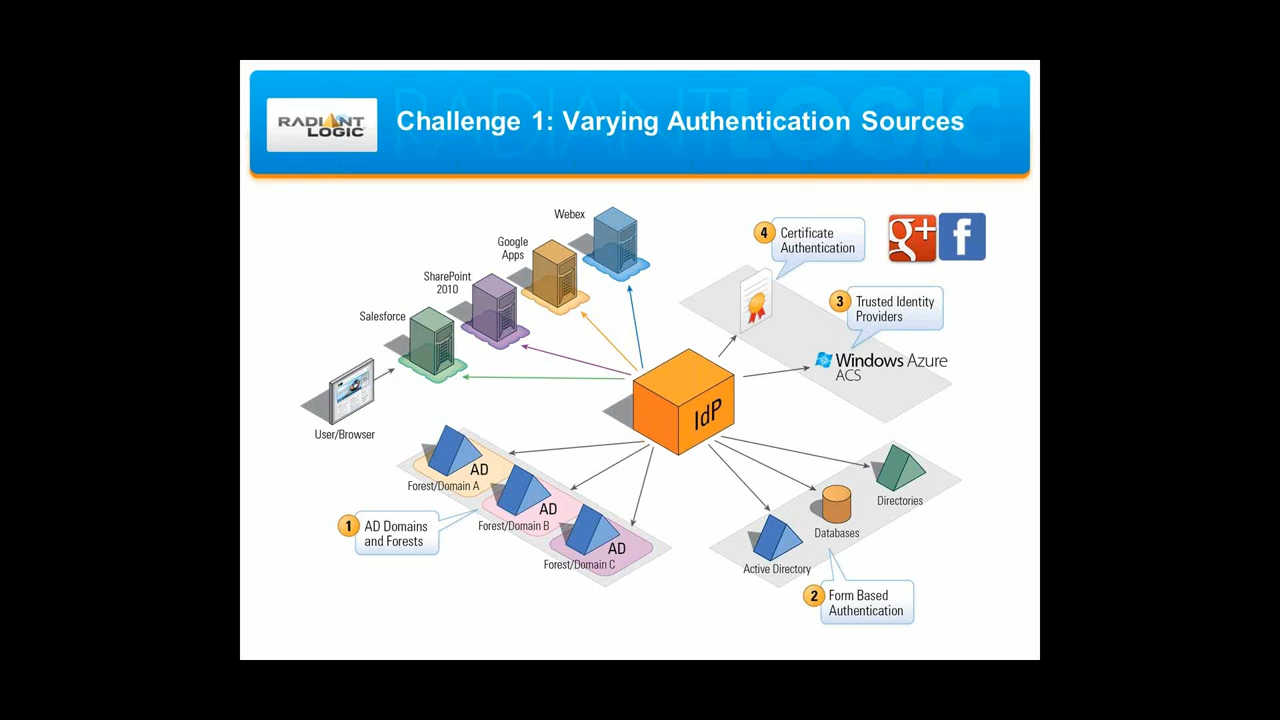 RADIANT
LOGIC
Challenge 1: Varying Authentication Sources
Webex
Google
Apps
SharePoint
2010
Salesforce
User/Browser
4
Certificate
Authentication
g+
f
3
Trusted Identity
Providers
Windows Azure
ACS
IdP
AD
Forest/Domain A
AD
Forest/Domain B
AD
Forest/Domain C
1
AD Domains
and Forests
Directories
Databases
Active Directory
2
Form Based
Authentication